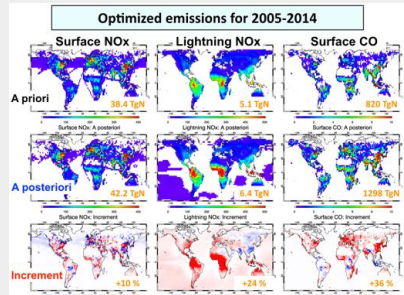 Optimized emissions for 2005-2014
Surface NOx Lightning NOx Surface CO
A priori
38.4 TgN 5.1 TgN 820 TgN
Surface NOx: A posteriori Lightning NOx: A posteriori Surface CO: A posteriori
A posteriori
42.2 TgN 6.4 TgN 1298 TgN
Surface NOx: Increment Lightning NOx: Increment Surface CO: Increment
Increment
+10 % +24 % +36 %